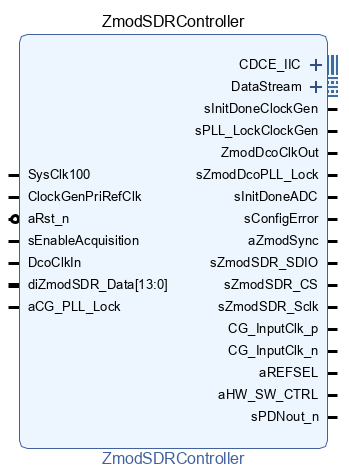 ZmodSDRController
CDCE_IIC
DataStream
sInitDoneClockGen
sPLL_LockClockGen
ZmodDcoClkOut
SysClk100
sZmodDcoPLL_Lock
ClockGenPriRefClk
sInitDoneADC
aRst_n
sConfigError
sEnableAcquisition
aZmodSync
DcoClkIn
sZmodSDR_SDIO
diZmodSDR_Data[13:0]
sZmodSDR_CS
aCG_PLL_Lock
sZmodSDR_Sclk
CG_InputClk_p
CG_InputClk_n
aREFSEL
aHW_SW_CTRL
sPDNout_n
ZmodSDRController